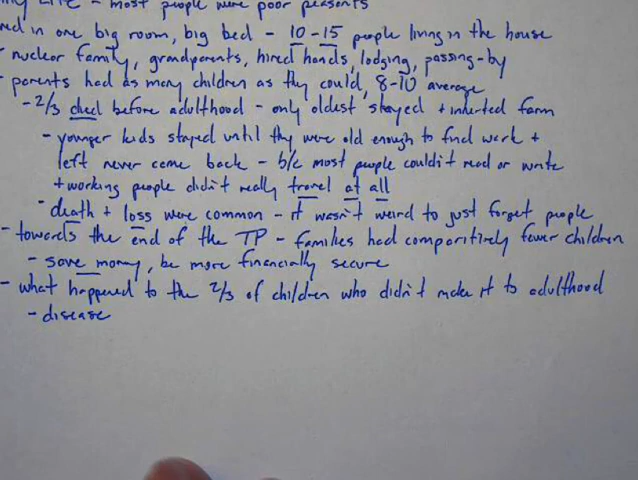 Life - most people were poor peasants
in one big room, big bed - 10-15 people living in the house
- nuclear family, grandparents, hired hands, lodging, passing-by
- parents had as many children as they could, 8-10 average
- 2/3 died before adulthood - only oldest stayed + inherited farm
- younger kids stayed until they were old enough to find work +
left never came back - b/c most people couldn't read or write
+ working people didn't really travel at all
- death + loss were common - it wasn't weird to just forget people
- towards the end of the TP - families had comparitively fewer children
- save money, be more financially secure
- what happened to the 2/3 of children who didn't make it to adulthood
- disease